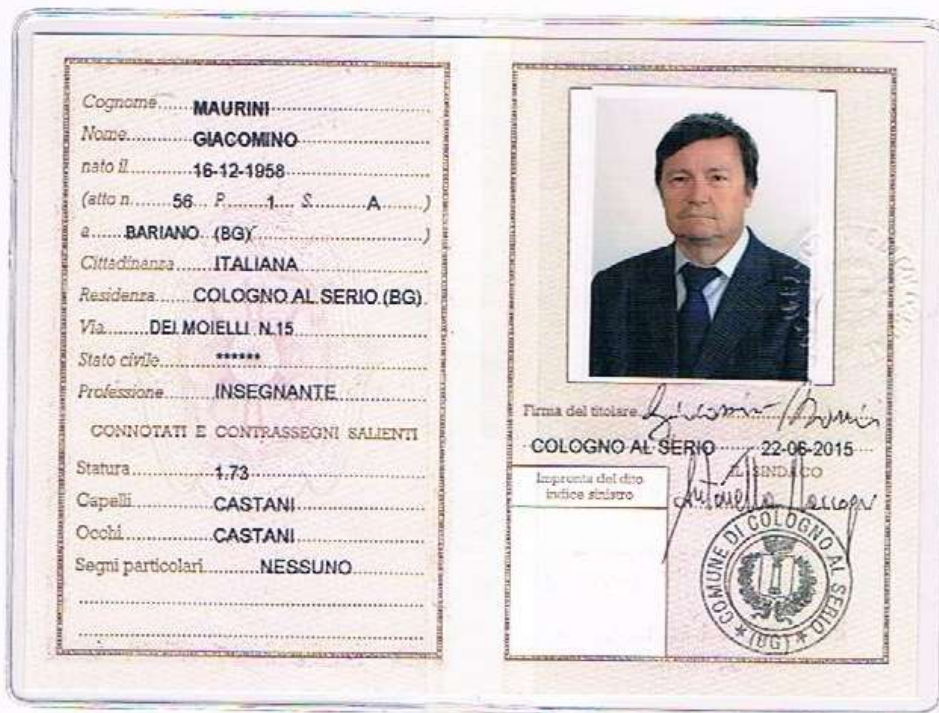 Cognome MAURINI
Nome GIACOMINO
nato il 16-12-1958
(atto n. 56 P. 1 S. A )
a BARIANO (BG) )
Cittadinanza ITALIANA
Residenza COLOGNO AL SERIO (BG)
Via DEI MOIELLI N.15
Stato civile ******
Professione INSEGNANTE
CONNOTATI E CONTRASSEGNI SALIENTI
Statura 1.73
Capelli CASTANI
Occhi CASTANI
Segni particolari NESSUNO
Firma del titolare
COLOGNO AL SERIO 22-06-2015
IL SINDACO
Impronta del dito
indice sinistro
COMUNE DI COLOGNO AL SERIO
(BG)